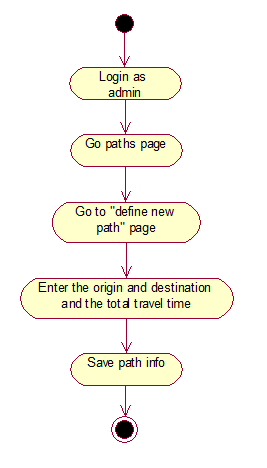 Login as
admin
Go paths page
Go to "define new
path" page
Enter the origin and destination
and the total travel time
Save path info